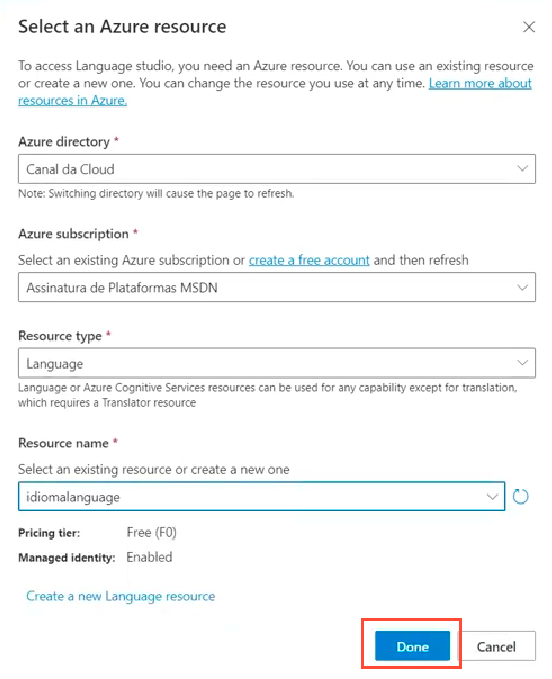 Select an Azure resource
To access Language studio, you need an Azure resource. You can use an existing resource
or create a new one. You can change the resource you use at any time. Learn more about
resources in Azure.
Azure directory *
Canal da Cloud
Note: Switching directory will cause the page to refresh.
Azure subscription *
Select an existing Azure subscription or create a free account and then refresh
Assinatura de Plataformas MSDN
Resource type *
Language
Language or Azure Cognitive Services resources can be used for any capability except for translation,
which requires a Translator resource
Resource name *
Select an existing resource or create a new one
idiomalanguage
Pricing tier: Free (F0)
Managed identity: Enabled
Create a new Language resource
Done Cancel